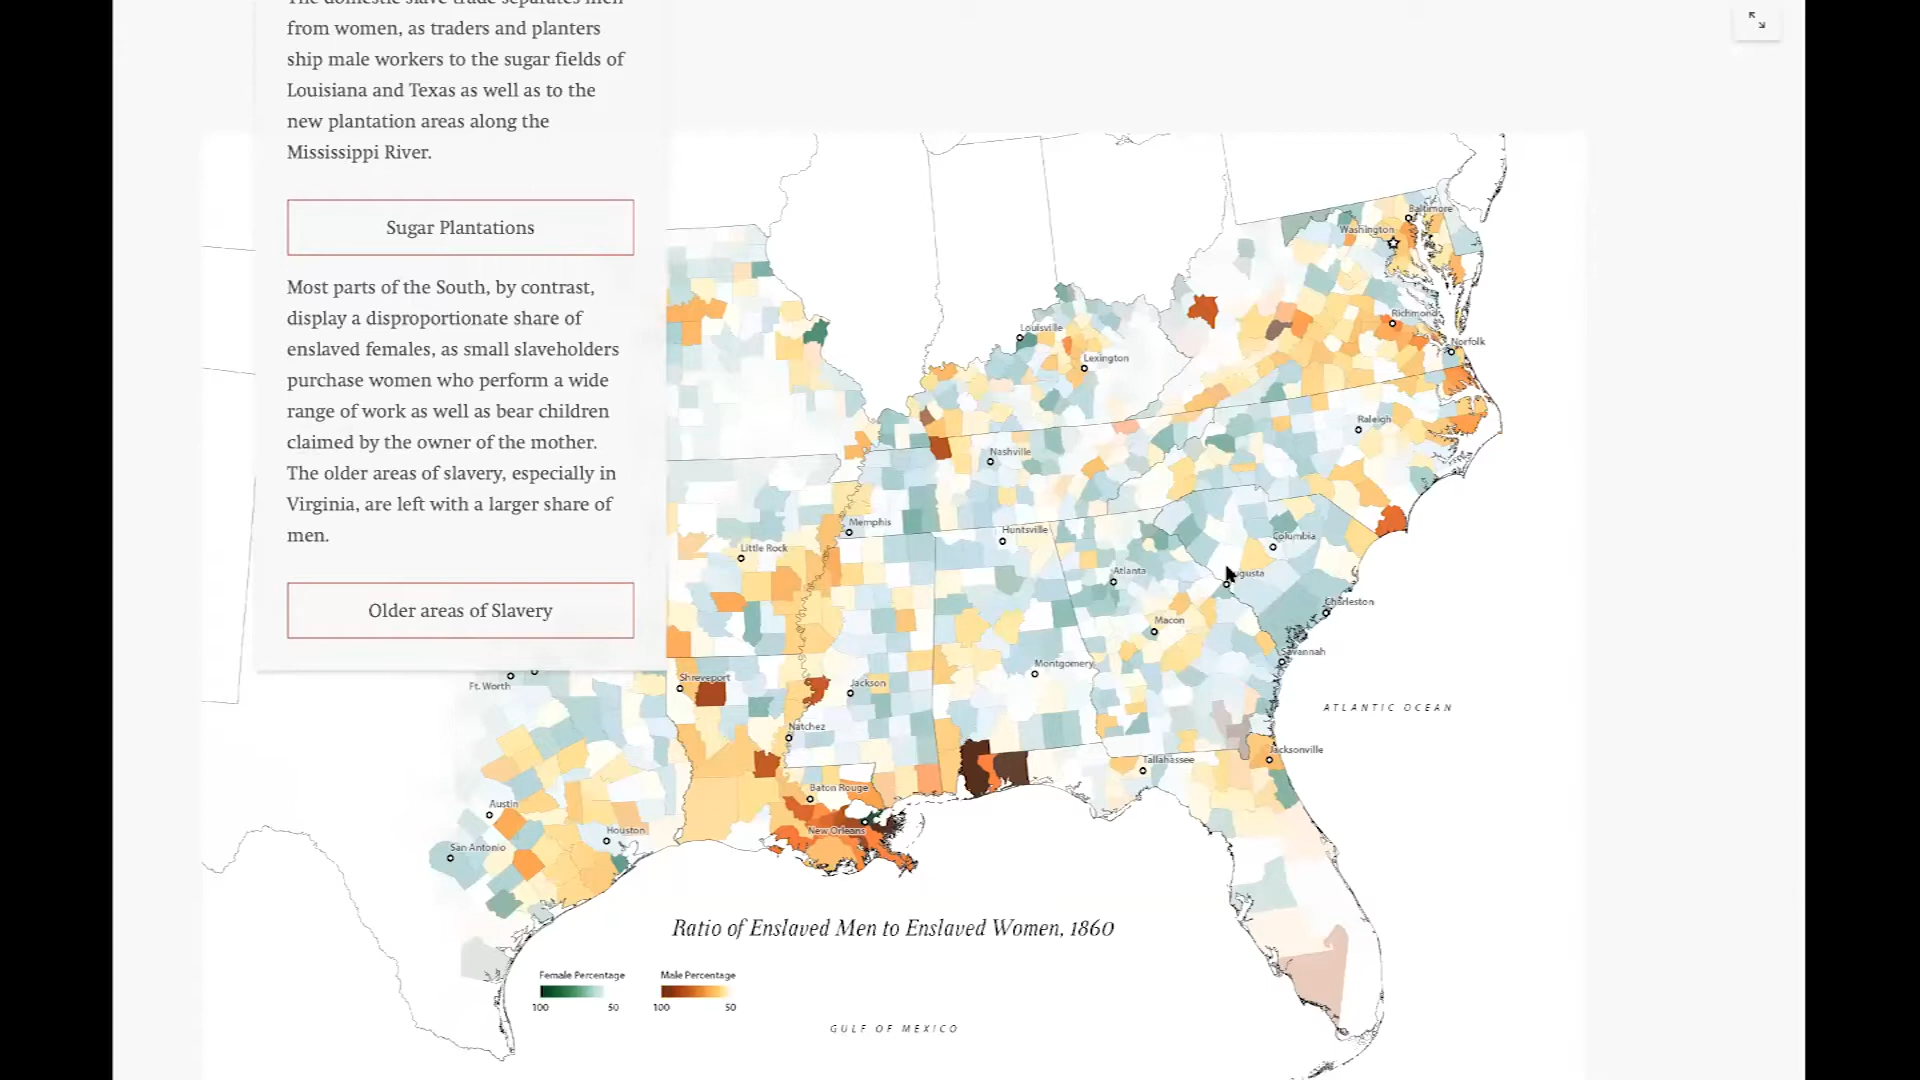 The domestic slave trade separates men
from women, as traders and planters
ship male workers to the sugar fields of
Louisiana and Texas as well as to the
new plantation areas along the
Mississippi River.
Sugar Plantations
Most parts of the South, by contrast,
display a disproportionate share of
enslaved females, as small slaveholders
purchase women who perform a wide
range of work as well as bear children
claimed by the owner of the mother.
The older areas of slavery, especially in
Virginia, are left with a larger share of
men.
Older areas of Slavery
Baltimore
Washington
Richmond
Norfolk
Louisville
Lexington
Raleigh
Nashville
Memphis
Huntsville
Columbia
Little Rock
Atlanta
ugusta
Charleston
Macon
Savannah
Montgomery
Shreveport
Jackson
Ft. Worth
ATLANTIC OCEAN
Natchez
Jacksonville
Tallahassee
Baton Rouge
Austin
New Orleans
Houston
San Antonio
Ratio of Enslaved Men to Enslaved Women, 1860
Female Percentage
100 50
Male Percentage
100 50
GULF OF MEXICO